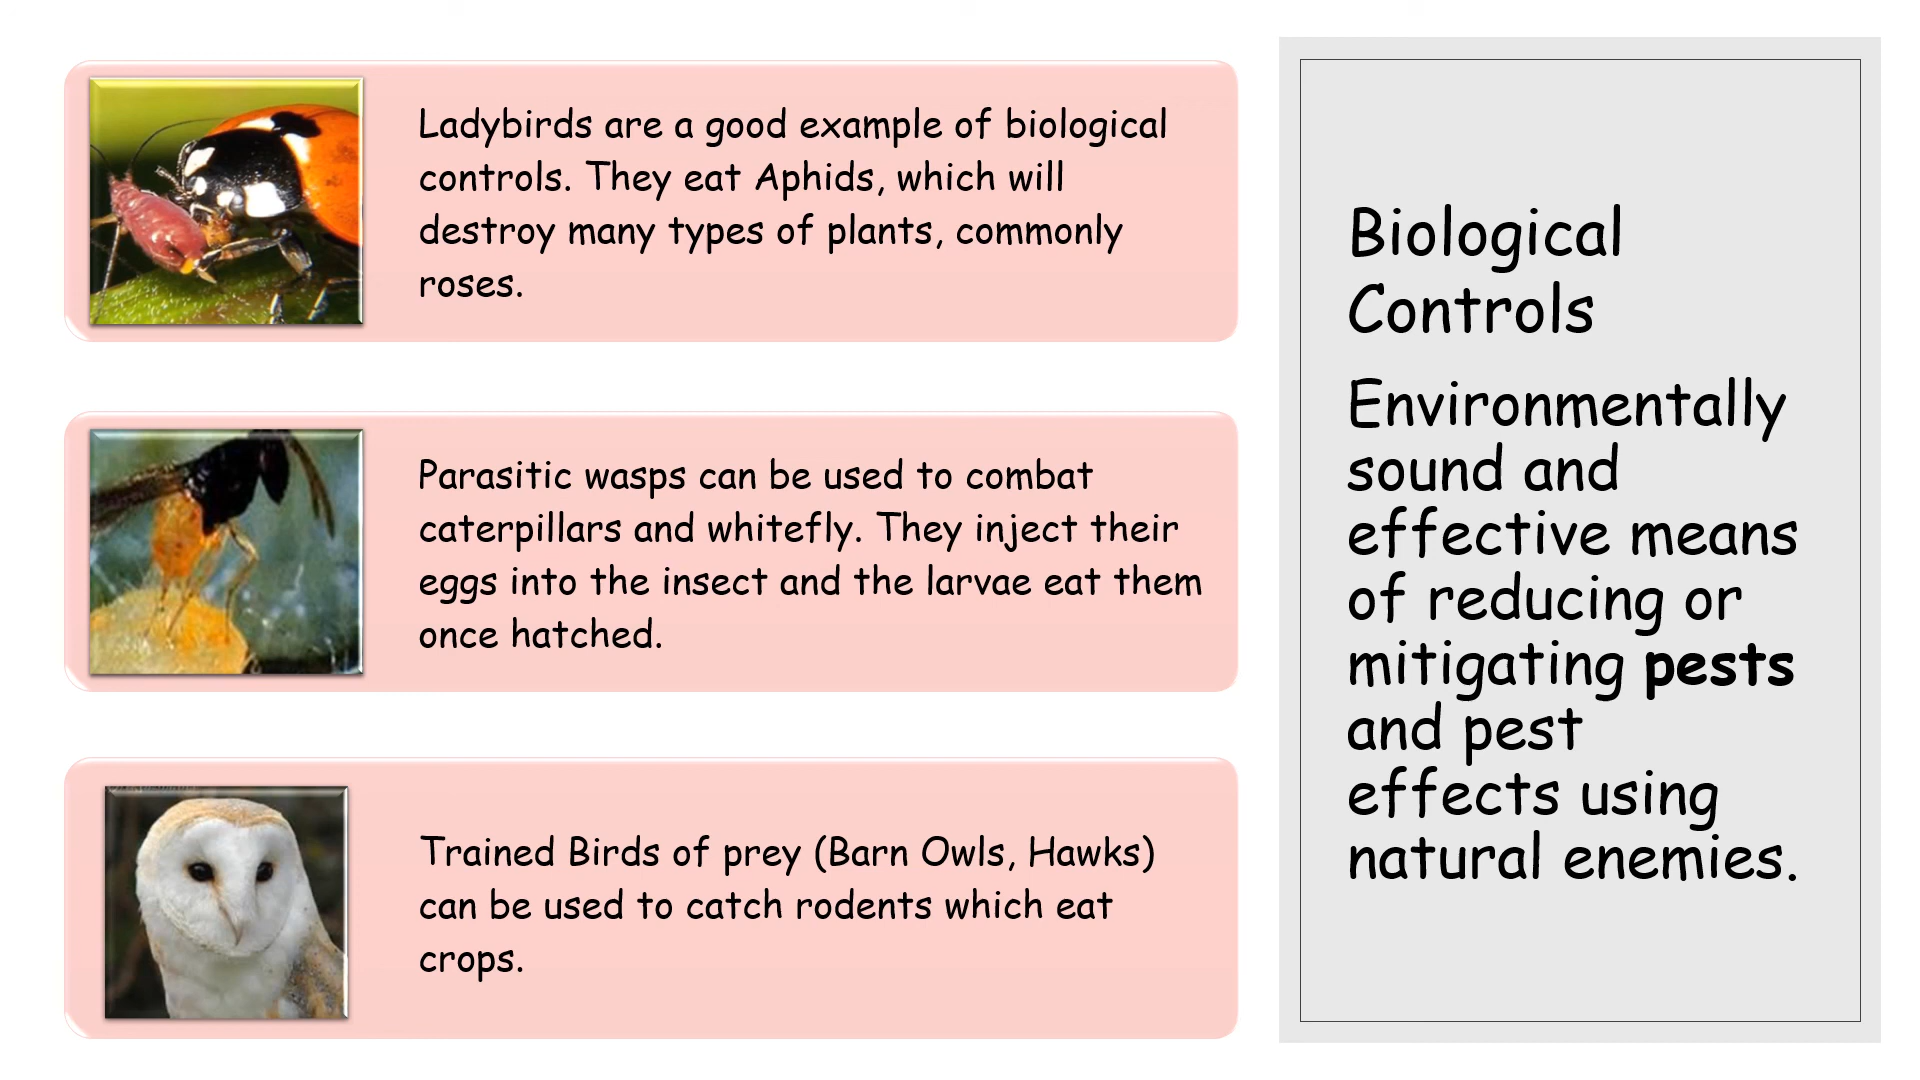 Ladybirds are a good example of biological
controls. They eat Aphids, which will
destroy many types of plants, commonly
roses.
Parasitic wasps can be used to combat
caterpillars and whitefly. They inject their
eggs into the insect and the larvae eat them
once hatched.
Trained Birds of prey (Barn Owls, Hawks)
can be used to catch rodents which eat
crops.
Biological
Controls
Environmentally
sound and
effective means
of reducing or
mitigating pests
and pest
effects using
natural enemies.